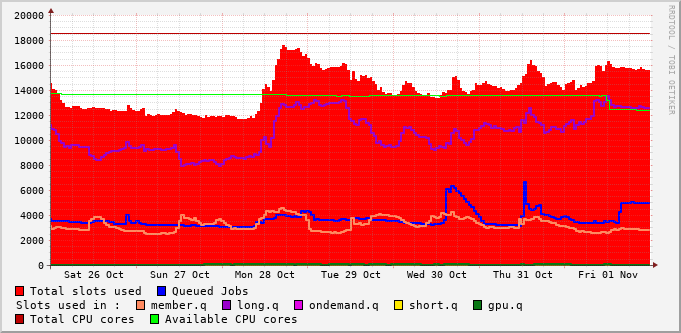 20000
18000
16000
14000
12000
10000
8000
6000
4000
2000
0
Sat 26 Oct Sun 27 Oct Mon 28 Oct Tue 29 Oct Wed 30 Oct Thu 31 Oct Fri 01 Nov
RRDTOOL / TOBI OETIKER
Total slots used Queued Jobs
Slots used in : member.q long.q ondemand.q short.q gpu.q
Total CPU cores Available CPU cores